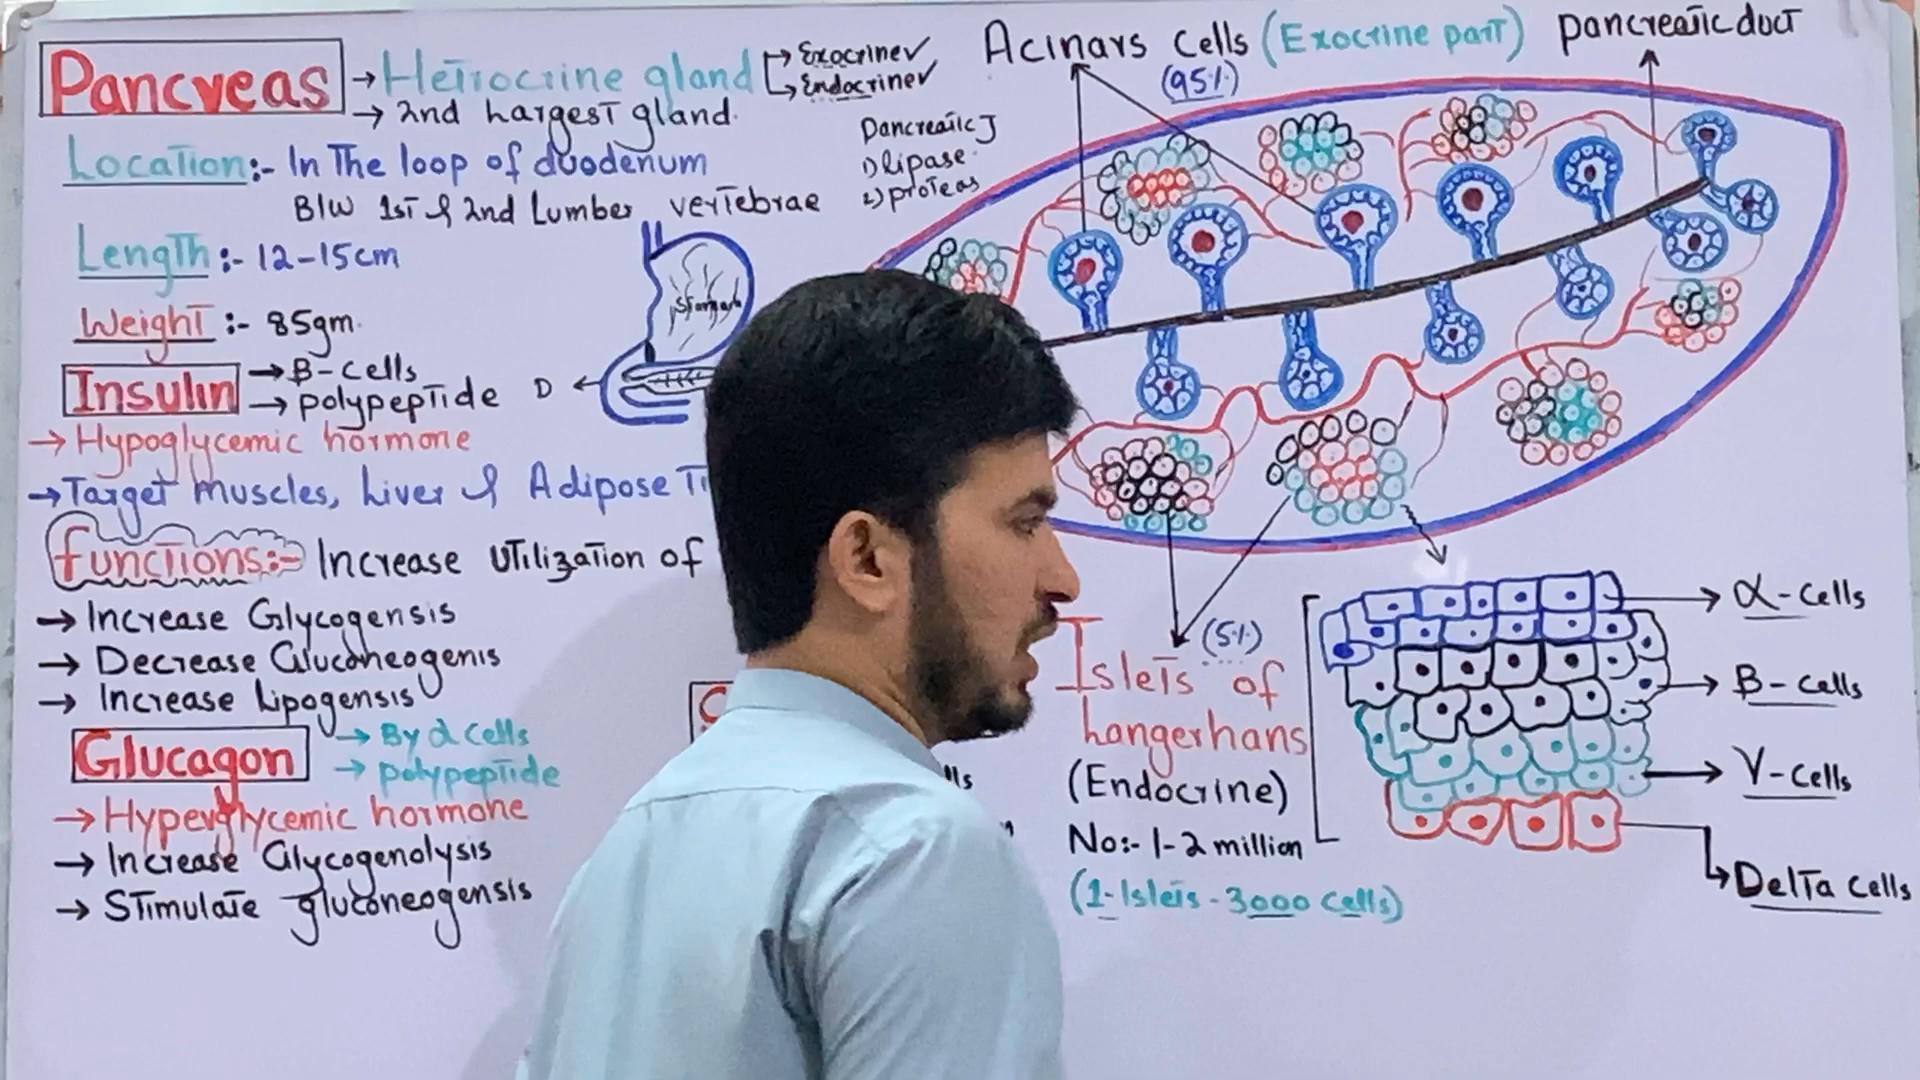 Pancreas → Hetrocrine gland → Exocrine✓
→ Endocrine✓
→ 2nd Largest gland.
Location:- In The loop of duodenum
B/W 1st & 2nd Lumber vertebrae
Length:- 12-15cm
Weight:- 85gm.
Insulin → B-cells
→ polypeptide
→ Hypoglycemic hormone
→ Target muscles, Liver & Adipose
functions:- Increase Utilization of
→ Increase Glycogensis
→ Decrease Gluconeogenis
→ Increase Lipogensis
Glucagon → By α cells
→ polypeptide
→ Hyperglycemic hormone
→ Increase Glycogenolysis
→ Stimulate gluconeogensis
D ←
Stomach
Pancreatic J
1) Lipase
2) proteas
Acinars Cells (Exocrine part)
(95%)
pancreatic duct
(5%)
Islets of
Langerhans
(Endocrine)
No:- 1-2 million
(1-Islets - 3000 cells)
α-Cells
B-Cells
γ-Cells
Delta Cells